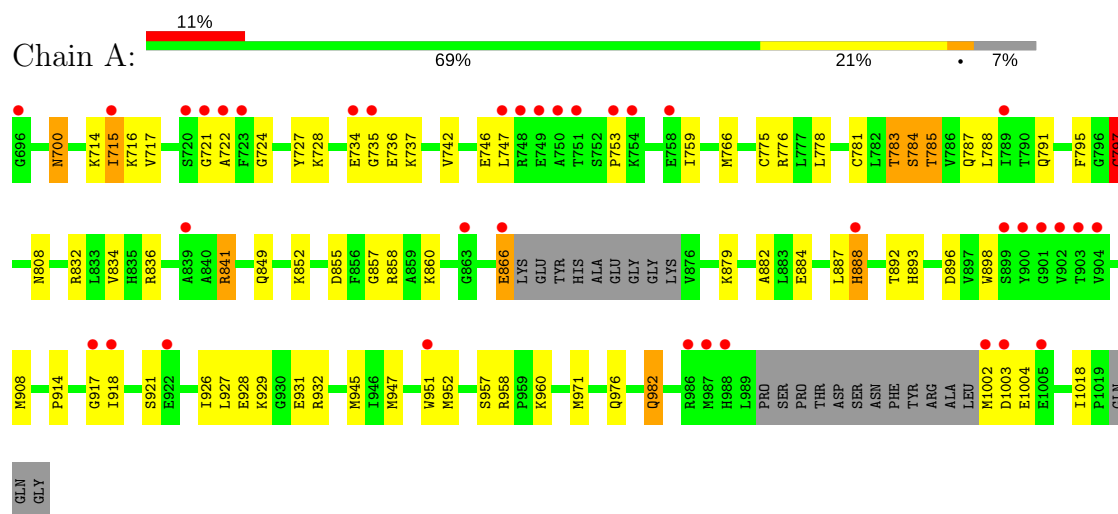 11%
Chain A:
69% 21% • 7%
G696 N700 K714 I715 K716 V717 S720 G721 A722 F723 G724 Y727 K728 E734 G735 E736 K737 V742 E746 L747 R748 E749 A750 T751 S752 P753 K754 E758 I759 M766 C775 R776 L777 L778 C781 L782 T783 S784 T785 V786 Q787 L788 I789 T790 Q791 F795 G796
N808 R832 L833 V834 H835 R836 A839 A840 R841 Q849 K852 D855 F856 G857 R858 A859 K860 G863 E866 LYS GLU TYR HIS ALA GLU GLY GLY LYS V876 K879 A882 L883 E884 L887 H888 T892 H893 D896 V897 W898 S899 Y900 G901 V902 T903 V904
M908 P914 G917 I918 S921 E922 I926 L927 E928 K929 G930 E931 R932 M945 I946 M947 W951 M952 S957 R958 P959 K960 M971 Q976 Q982 R986 M987 H988 L989 PRO SER PRO THR ASP SER ASN PHE TYR ARG ALA LEU M1002 D1003 E1004 E1005 I1018 P1019 GLN
GLN GLY